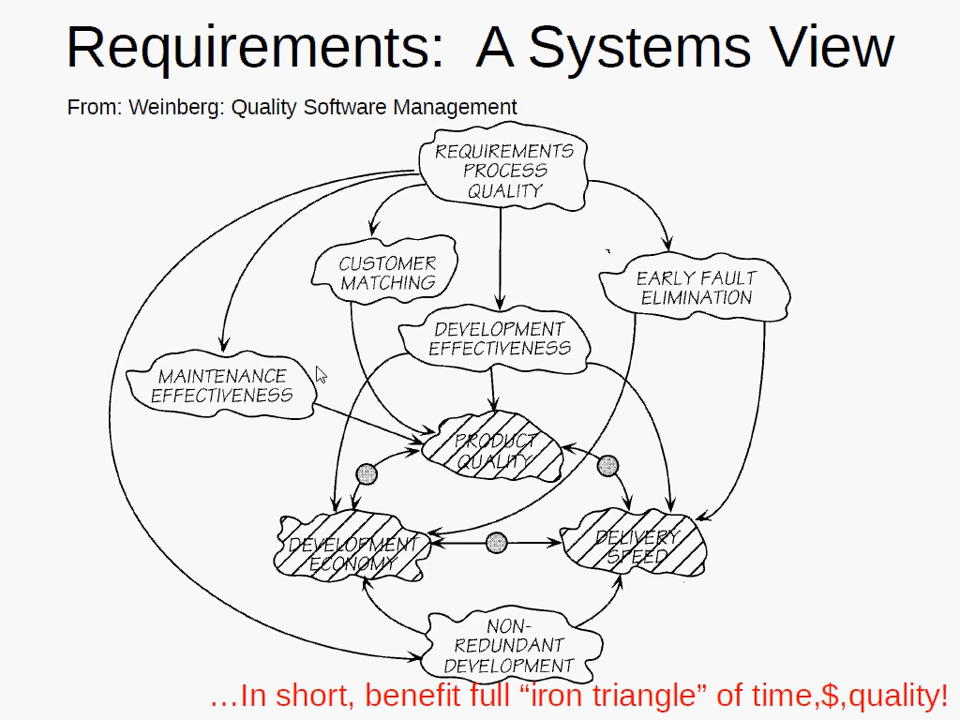 Requirements:  A Systems View
From: Weinberg: Quality Software Management
REQUIREMENTS
PROCESS
QUALITY
CUSTOMER
MATCHING
EARLY FAULT
ELIMINATION
DEVELOPMENT
EFFECTIVENESS
MAINTENANCE
EFFECTIVENESS
PRODUCT
QUALITY
DEVELOPMENT
ECONOMY
DELIVERY
SPEED
NON-
REDUNDANT
DEVELOPMENT
…In short, benefit full “iron triangle” of time,$,quality!